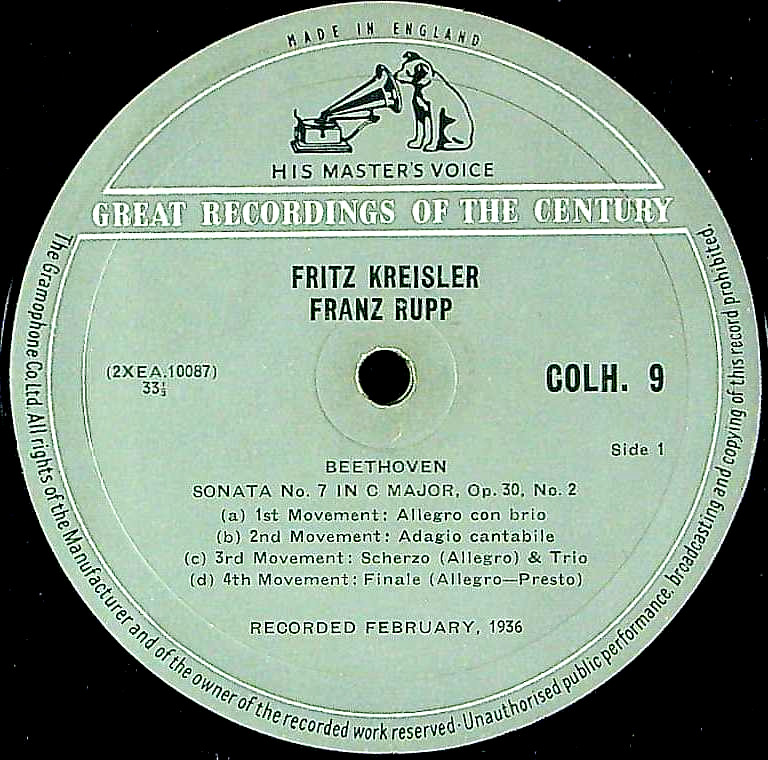 MADE IN ENGLAND
HIS MASTER'S VOICE
GREAT RECORDINGS OF THE CENTURY
FRITZ KREISLER
FRANZ RUPP
(2XEA.10087)
33⅓
COLH. 9
Side 1
BEETHOVEN
SONATA No. 7 IN C MAJOR, Op. 30, No. 2
(a) 1st Movement: Allegro con brio
(b) 2nd Movement: Adagio cantabile
(c) 3rd Movement: Scherzo (Allegro) & Trio
(d) 4th Movement: Finale (Allegro—Presto)
RECORDED FEBRUARY, 1936
The Gramophone Co. Ltd. All rights of the Manufacturer and of the owner of the recorded work reserved · Unauthorised public performance, broadcasting and copying of this record prohibited.